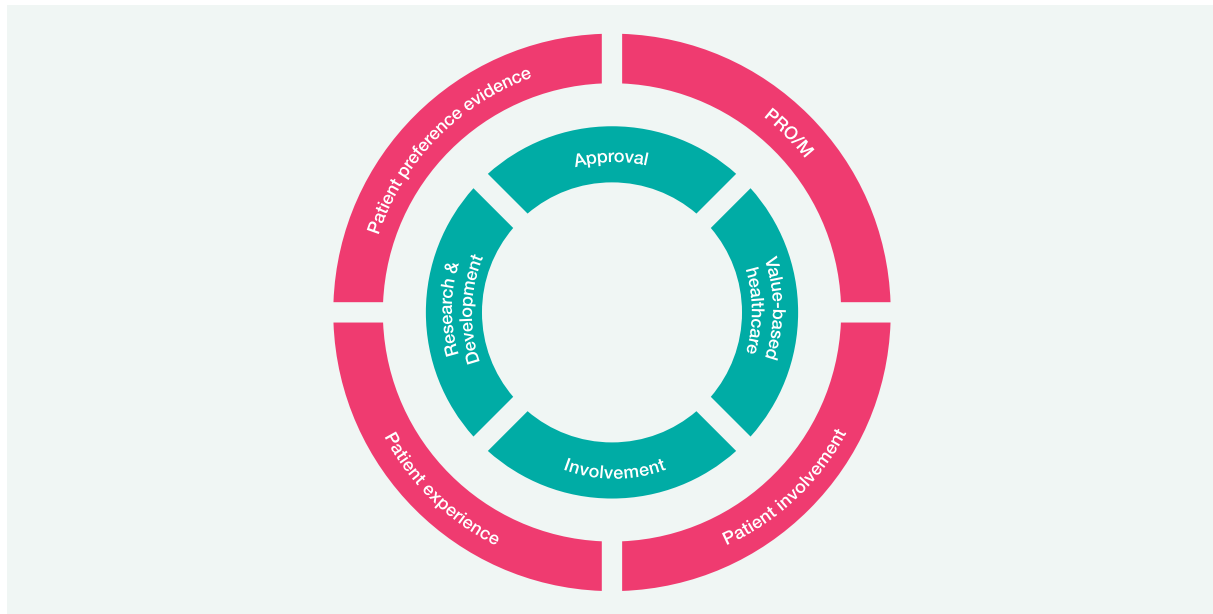 Patient preference evidence
PRO/M
Approval
Research &
Development
Value-based
healthcare
Involvement
Patient experience
Patient involvement